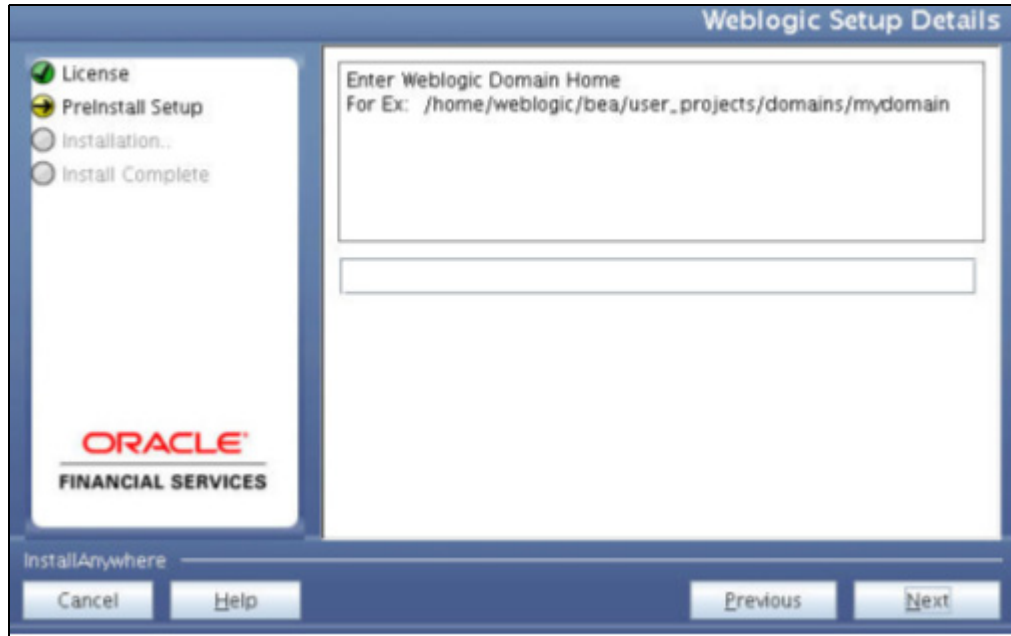 Weblogic Setup Details
License
PreInstall Setup
Installation..
Install Complete
Enter Weblogic Domain Home
For Ex: /home/weblogic/bea/user_projects/domains/mydomain
ORACLE
FINANCIAL SERVICES
InstallAnywhere
Cancel Help Previous Next